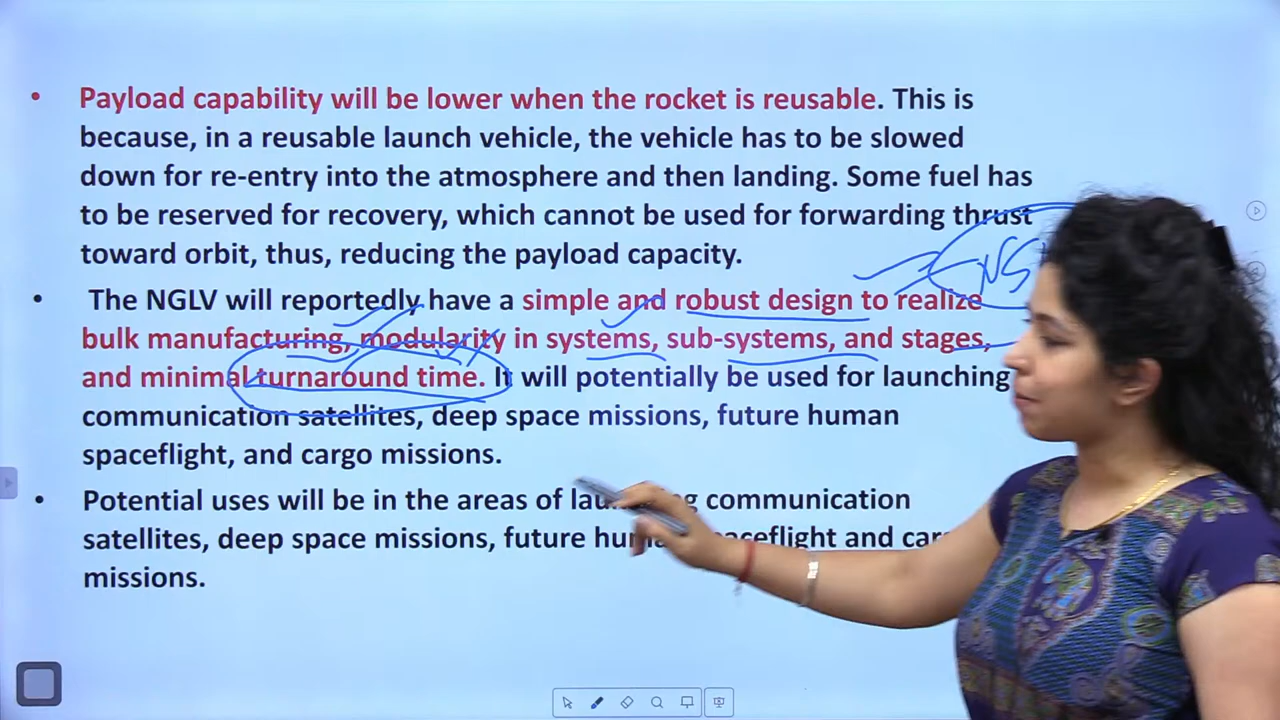 • Payload capability will be lower when the rocket is reusable. This is
because, in a reusable launch vehicle, the vehicle has to be slowed
down for re-entry into the atmosphere and then landing. Some fuel has
to be reserved for recovery, which cannot be used for forwarding thrust
toward orbit, thus, reducing the payload capacity.
• The NGLV will reportedly have a simple and robust design to realize
bulk manufacturing, modularity in systems, sub-systems, and stages,
and minimal turnaround time. It will potentially be used for launching
communication satellites, deep space missions, future human
spaceflight, and cargo missions.
• Potential uses will be in the areas of communication
satellites, deep space missions, future and
missions.